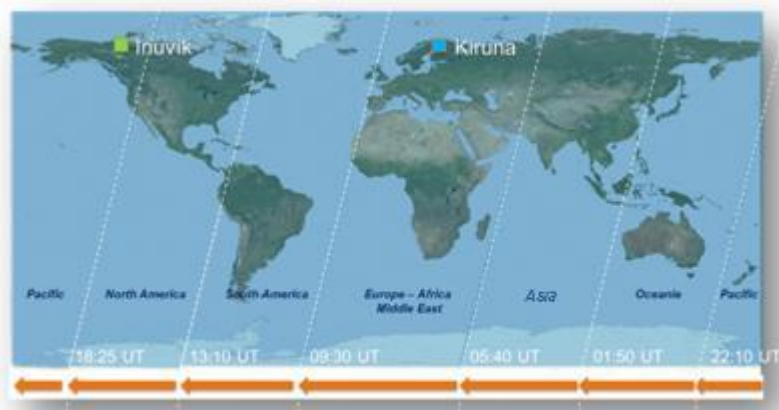 Inuvik
Kiruna
Pacific
North America
South America
Europe – Africa
Middle East
Asia
Oceanie
Pacific
18:25 UT
13:10 UT
09:30 UT
05:40 UT
01:50 UT
22:10 UT